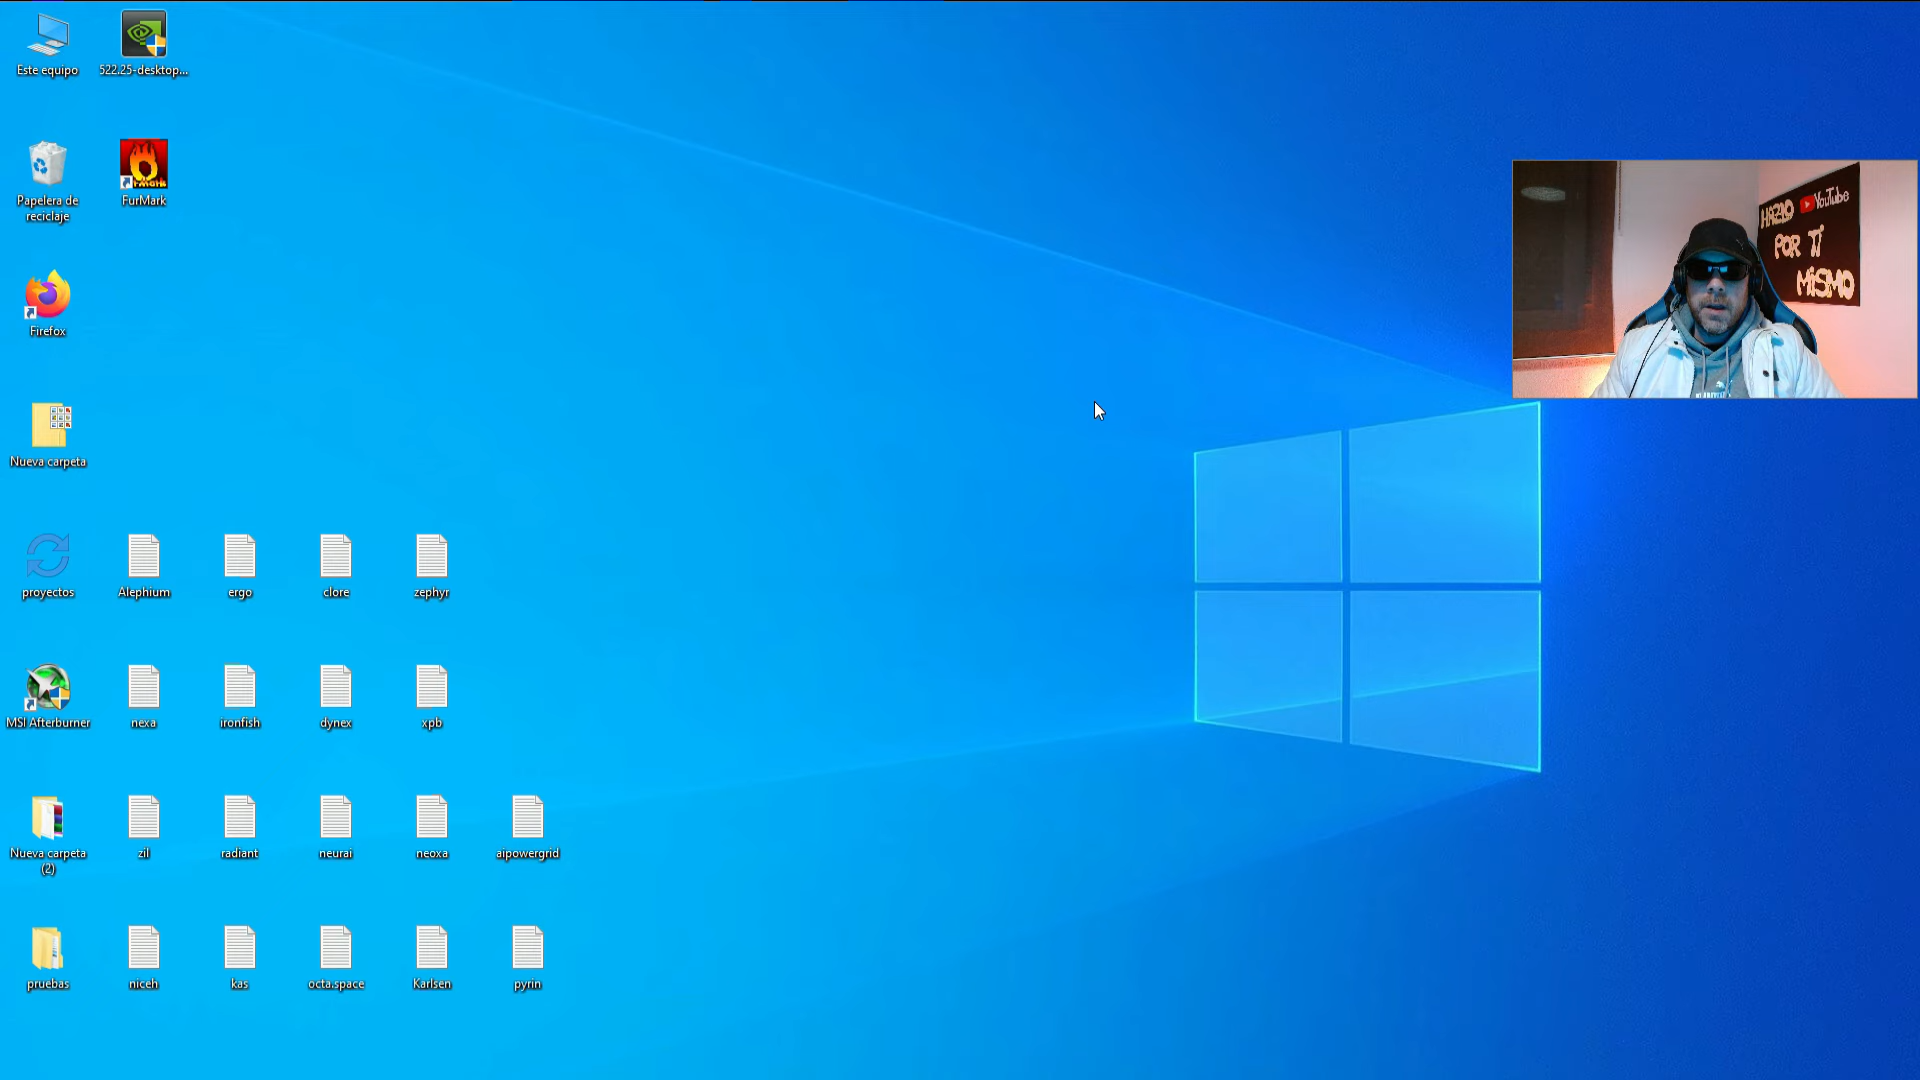 Este equipo
522.25-desktop...
Papelera de
reciclaje
FurMark
Firefox
Nueva carpeta
proyectos
Alephium
ergo
clore
zephyr
MSI Afterburner
nexa
ironfish
dynex
xpb
Nueva carpeta
(2)
zil
radiant
neurai
neoxa
aipowergrid
pruebas
niceh
kas
octa.space
Karlsen
pyrin
HAZLO
YouTube
POR TÍ
MiSMO